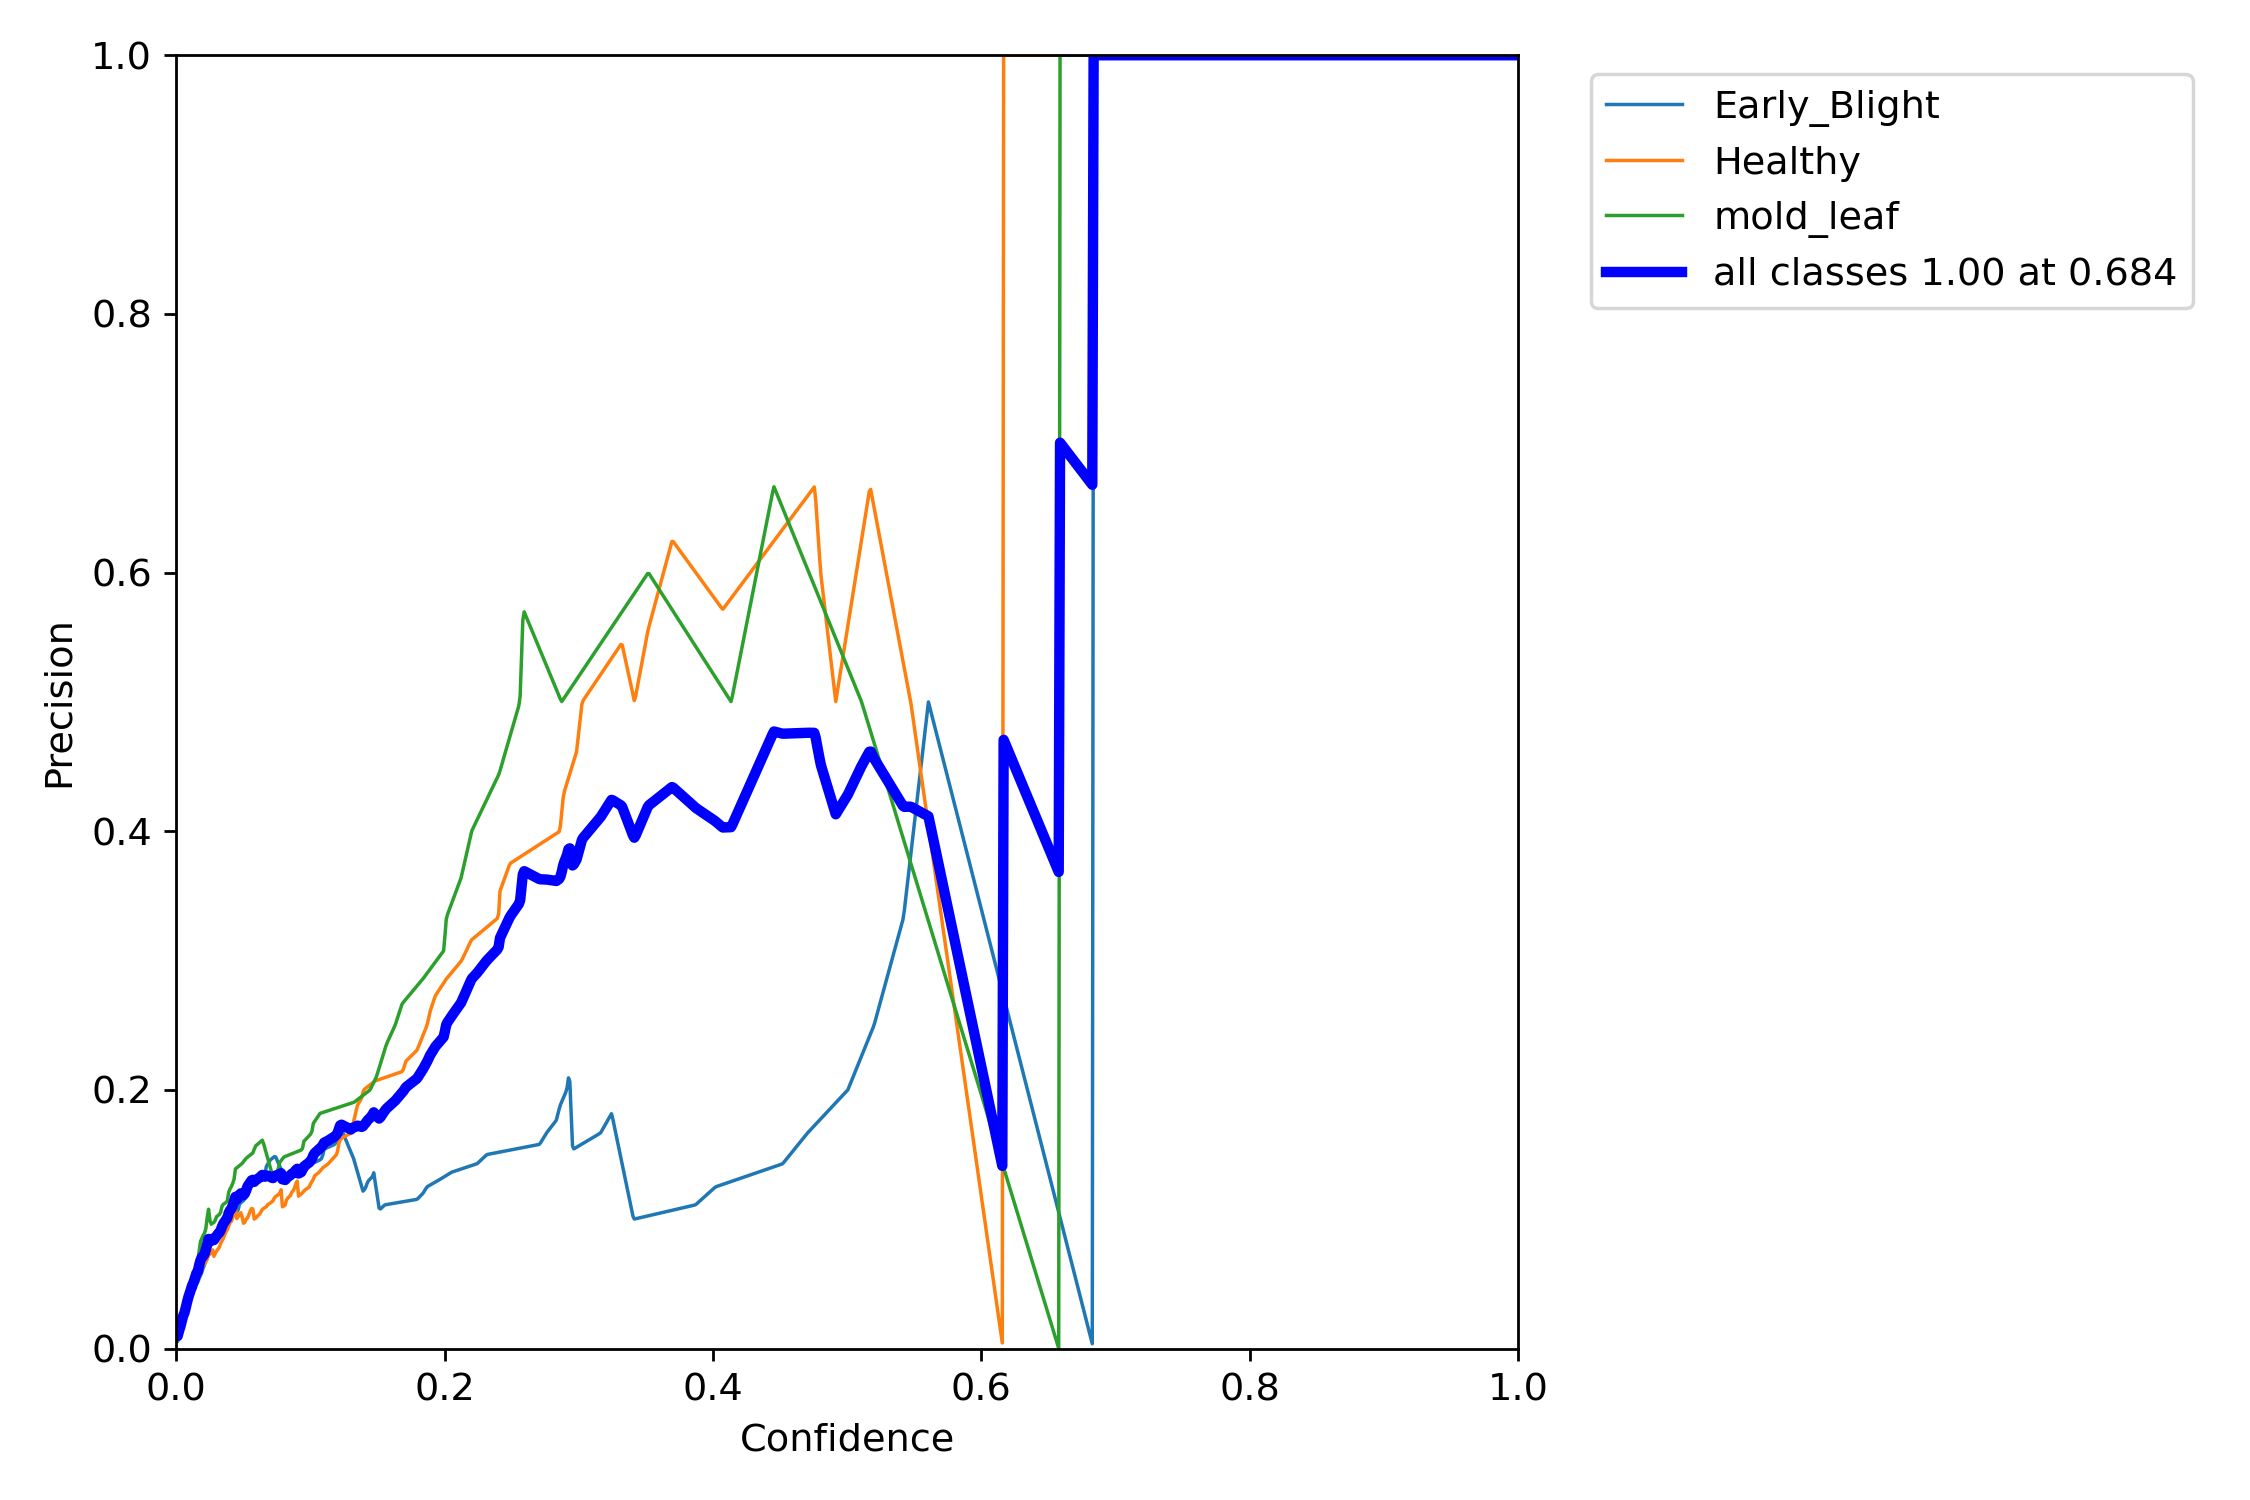 1.0
0.8
0.6
0.4
0.2
0.0
Precision
0.0 0.2 0.4 0.6 0.8 1.0
Confidence
Early_Blight
Healthy
mold_leaf
all classes 1.00 at 0.684